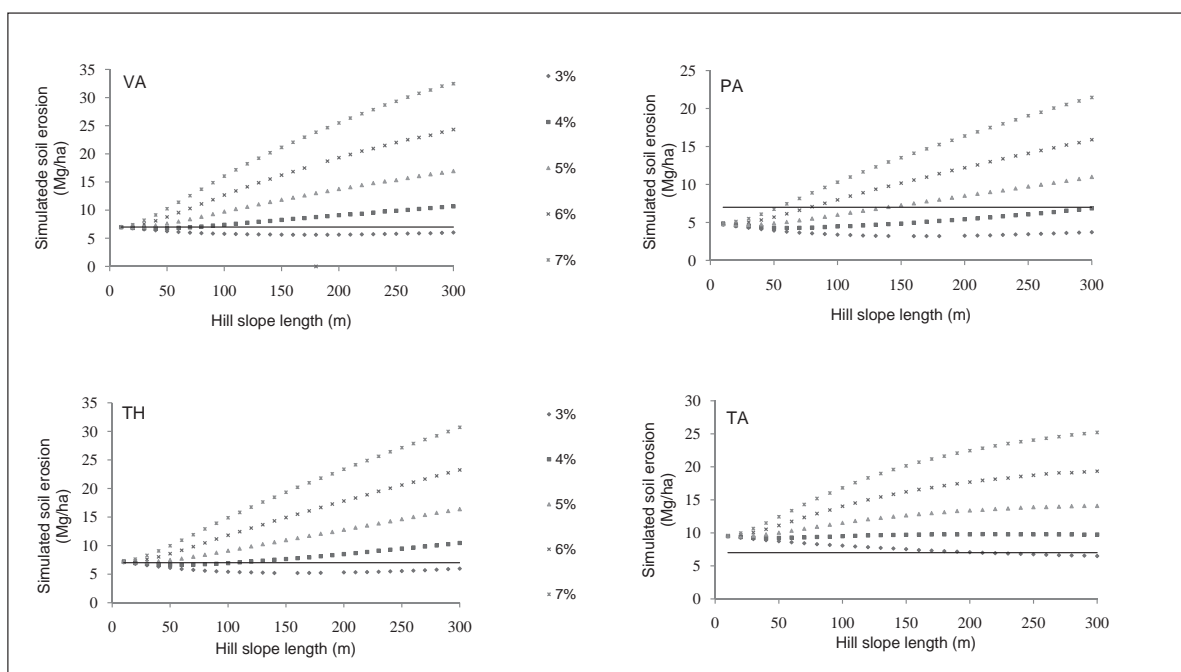 VA
Simulatede soil erosion
(Mg/ha)
35
30
25
20
15
10
5
0
0 50 100 150 200 250 300
Hill slope length (m)
3%
4%
5%
6%
7%
PA
Simulated soil erosion
(Mg/ha)
25
20
15
10
5
0
0 50 100 150 200 250 300
Hill slope length (m)
TH
Simulated soil erosion
(Mg/ha)
35
30
25
20
15
10
5
0
0 50 100 150 200 250 300
Hill slope length (m)
3%
4%
5%
6%
7%
TA
Simulated soil erosion
(Mg/ha)
30
25
20
15
10
5
0
0 50 100 150 200 250 300
Hill slope length (m)